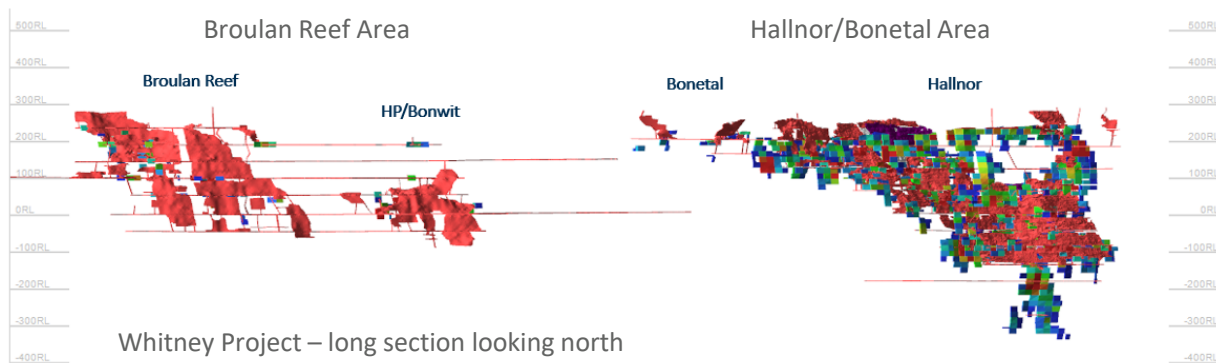 500RL
400RL
300RL
200RL
100RL
0RL
-100RL
-200RL
-300RL
-400RL
Broulan Reef Area
Broulan Reef
HP/Bonwit
Whitney Project – long section looking north
Hallnor/Bonetal Area
Bonetal
Hallnor
500RL
400RL
300RL
200RL
100RL
0RL
-100RL
-200RL
-300RL
-400RL